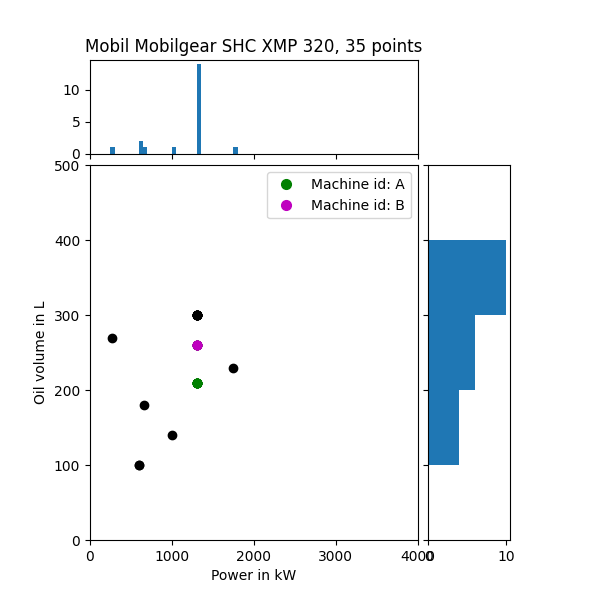 Mobil Mobilgear SHC XMP 320, 35 points
10
5
0
500
400
300
200
100
0
Oil volume in L
Machine id: A
Machine id: B
0 1000 2000 3000 4000
0 10
Power in kW